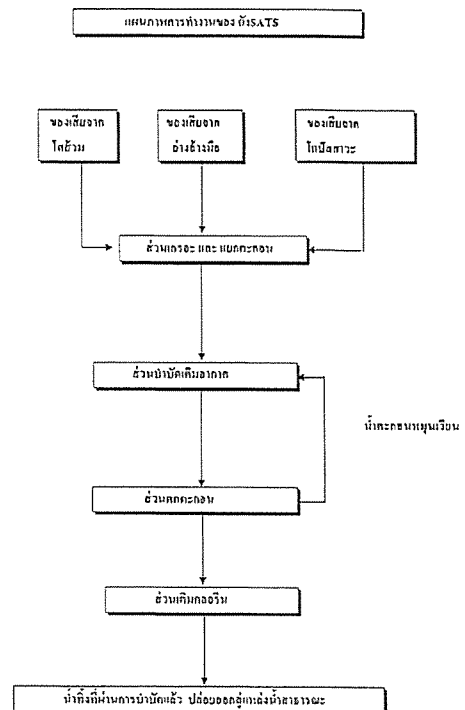 แผนภาพการทำงานของ ถังSATS
ของเสียจาก
โถส้วม
ของเสียจาก
อ่างล้างมือ
ของเสียจาก
โถปัสสาวะ
ส่วนเกรอะ และ แยกตะกอน
ส่วนบำบัดเติมอากาศ
น้ำตะกอนหมุนเวียน
ส่วนตกตะกอน
ส่วนเติมคลอรีน
น้ำทิ้งที่ผ่านการบำบัดแล้ว ปล่อยออกสู่แหล่งน้ำสาธารณะ